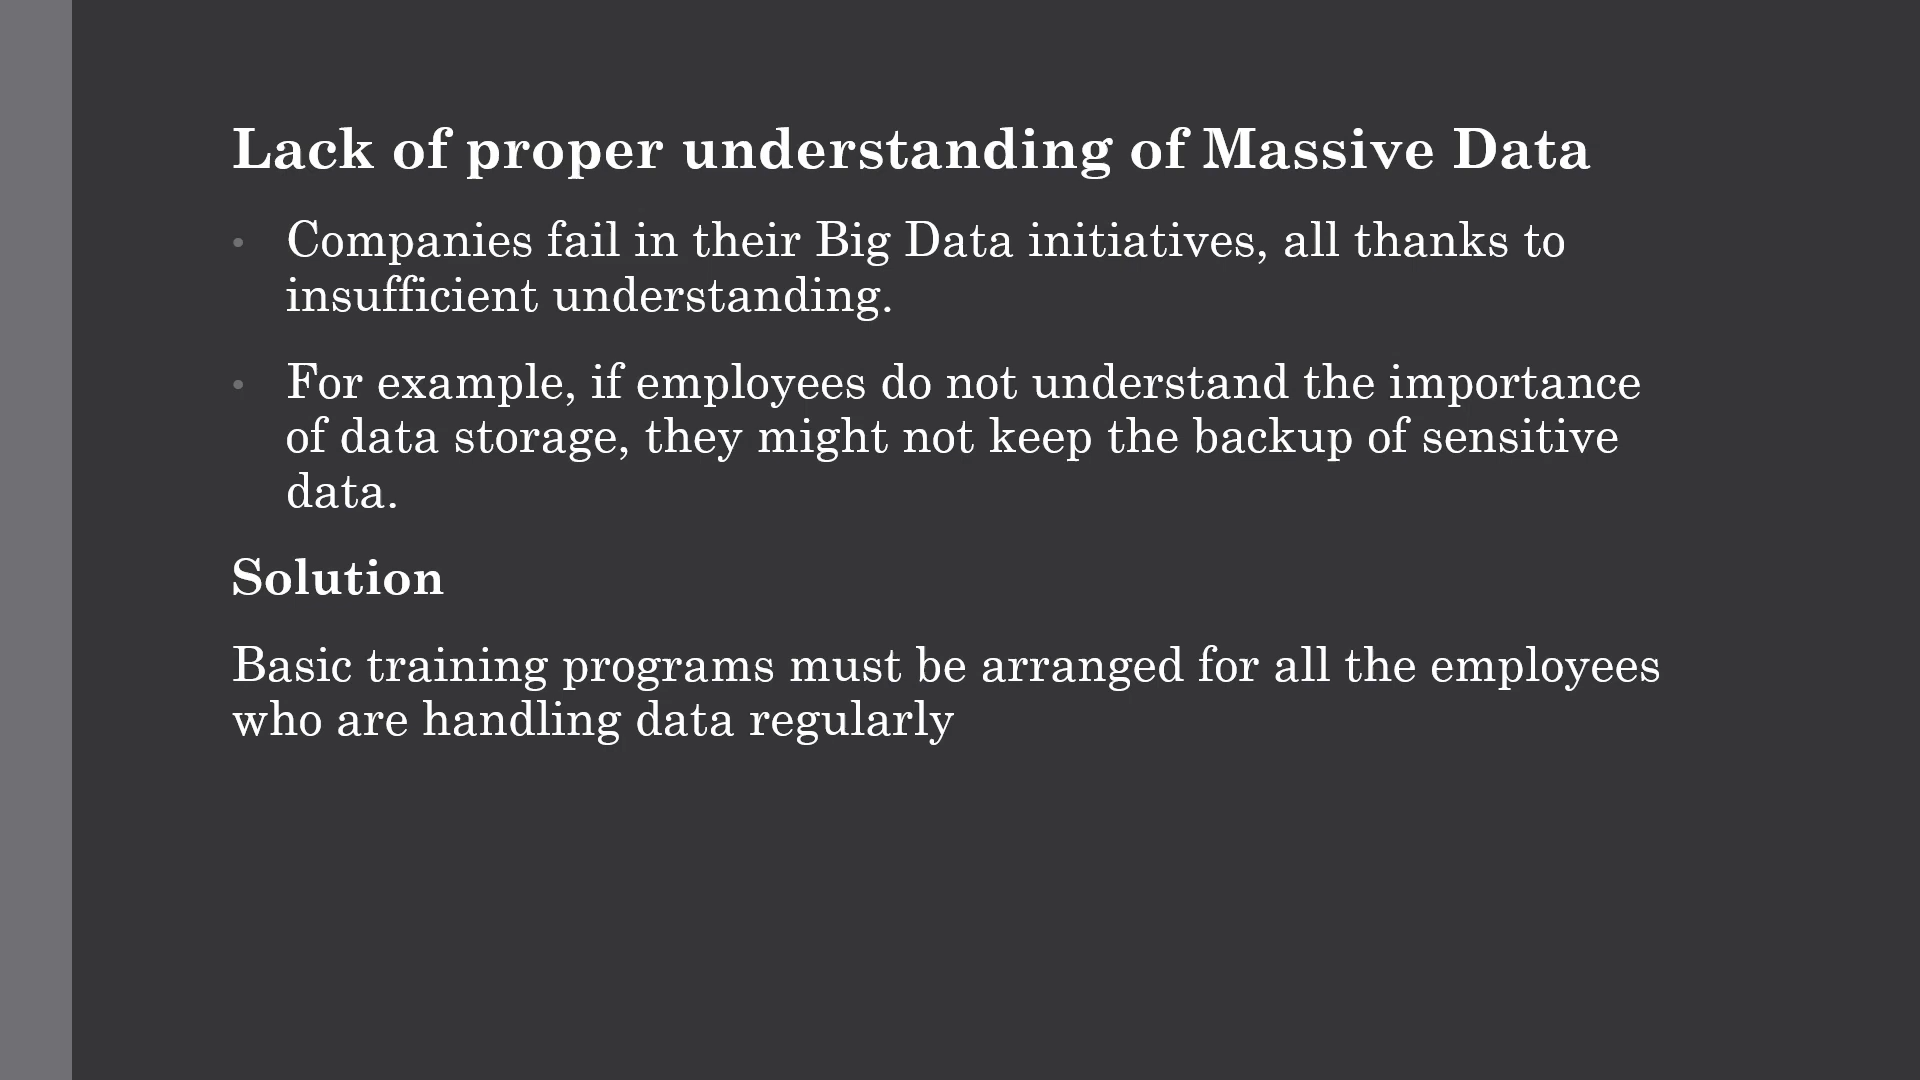 Lack of proper understanding of Massive Data
• Companies fail in their Big Data initiatives, all thanks to
insufficient understanding.
• For example, if employees do not understand the importance
of data storage, they might not keep the backup of sensitive
data.
Solution
Basic training programs must be arranged for all the employees
who are handling data regularly